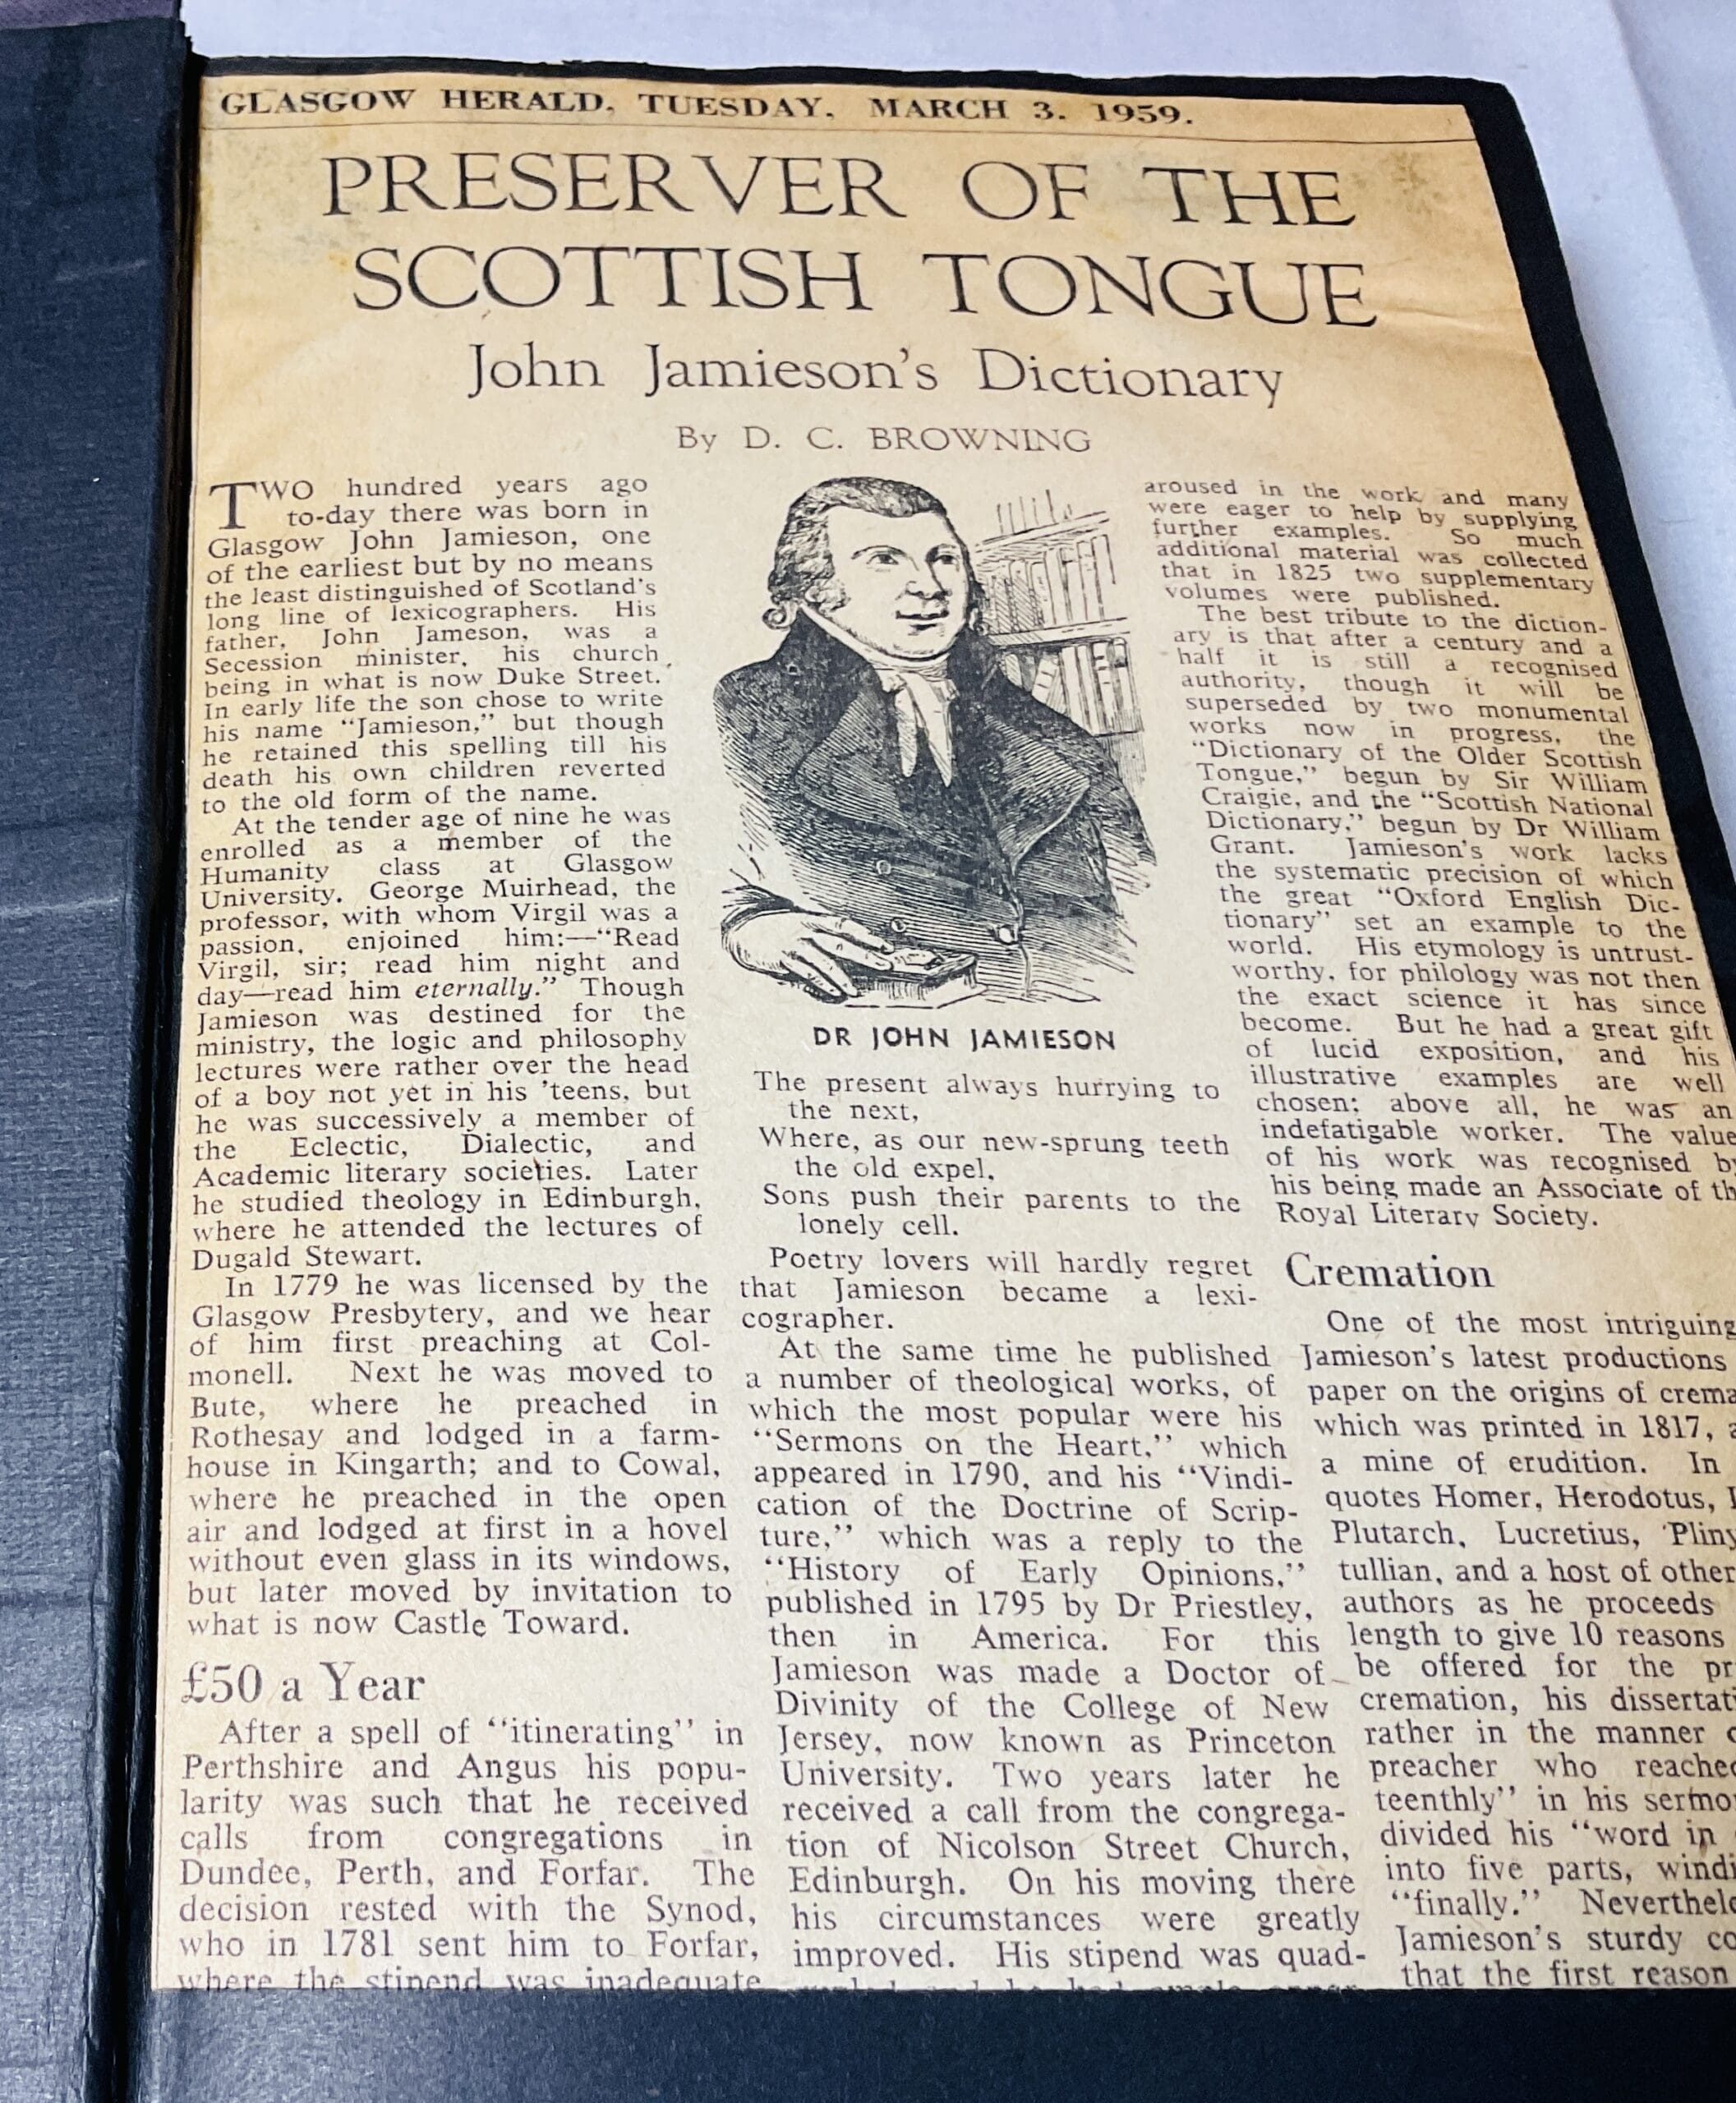 GLASGOW HERALD, TUESDAY, MARCH 3. 1959.
PRESERVER OF THE
SCOTTISH TONGUE
John Jamieson's Dictionary
By D. C. BROWNING
TWO hundred years ago
to-day there was born in
Glasgow John Jamieson, one
of the earliest but by no means
the least distinguished of Scotland's
long line of lexicographers. His
father, John Jameson, was a
Secession minister, his church
being in what is now Duke Street.
In early life the son chose to write
his name "Jamieson," but though
he retained this spelling till his
death his own children reverted
to the old form of the name.
At the tender age of nine he was
enrolled as a member of the
Humanity class at Glasgow
University. George Muirhead, the
professor, with whom Virgil was a
passion, enjoined him:—"Read
Virgil, sir; read him night and
day—read him eternally." Though
Jamieson was destined for the
ministry, the logic and philosophy
lectures were rather over the head
of a boy not yet in his 'teens, but
he was successively a member of
the Eclectic, Dialectic, and
Academic literary societies. Later
he studied theology in Edinburgh,
where he attended the lectures of
Dugald Stewart.
In 1779 he was licensed by the
Glasgow Presbytery, and we hear
of him first preaching at Col-
monell. Next he was moved to
Bute, where he preached in
Rothesay and lodged in a farm-
house in Kingarth; and to Cowal,
where he preached in the open
air and lodged at first in a hovel
without even glass in its windows,
but later moved by invitation to
what is now Castle Toward.
£50 a Year
After a spell of "itinerating" in
Perthshire and Angus his popu-
larity was such that he received
calls from congregations in
Dundee, Perth, and Forfar. The
decision rested with the Synod,
who in 1781 sent him to Forfar,
where the stipend was inadequate
DR JOHN JAMIESON
The present always hurrying to
the next,
Where, as our new-sprung teeth
the old expel,
Sons push their parents to the
lonely cell.
Poetry lovers will hardly regret
that Jamieson became a lexi-
cographer.
At the same time he published
a number of theological works, of
which the most popular were his
"Sermons on the Heart," which
appeared in 1790, and his "Vindi-
cation of the Doctrine of Scrip-
ture," which was a reply to the
"History of Early Opinions,"
published in 1795 by Dr Priestley,
then in America. For this
Jamieson was made a Doctor of
Divinity of the College of New
Jersey, now known as Princeton
University. Two years later he
received a call from the congrega-
tion of Nicolson Street Church,
Edinburgh. On his moving there
his circumstances were greatly
improved. His stipend was quad-
aroused in the work and many
were eager to help by supplying
further examples. So much
additional material was collected
that in 1825 two supplementary
volumes were published.
The best tribute to the diction-
ary is that after a century and a
half it is still a recognised
authority, though it will be
superseded by two monumental
works now in progress, the
"Dictionary of the Older Scottish
Tongue," begun by Sir William
Craigie, and the "Scottish National
Dictionary," begun by Dr William
Grant. Jamieson's work lacks
the systematic precision of which
the great "Oxford English Dic-
tionary" set an example to the
world. His etymology is untrust-
worthy, for philology was not then
the exact science it has since
become. But he had a great gift
of lucid exposition, and his
illustrative examples are well
chosen; above all, he was an
indefatigable worker. The value
of his work was recognised by
his being made an Associate of th
Royal Literary Society.
Cremation
One of the most intriguing
Jamieson's latest productions
paper on the origins of crema
which was printed in 1817, a
a mine of erudition. In
quotes Homer, Herodotus,
Plutarch, Lucretius, Pliny
tullian, and a host of other
authors as he proceeds
length to give 10 reasons
be offered for the pr
cremation, his dissertati
rather in the manner o
preacher who reached
teenthly" in his sermo
divided his "word in
into five parts, windi
"finally." Neverthele
Jamieson's sturdy co
that the first reason